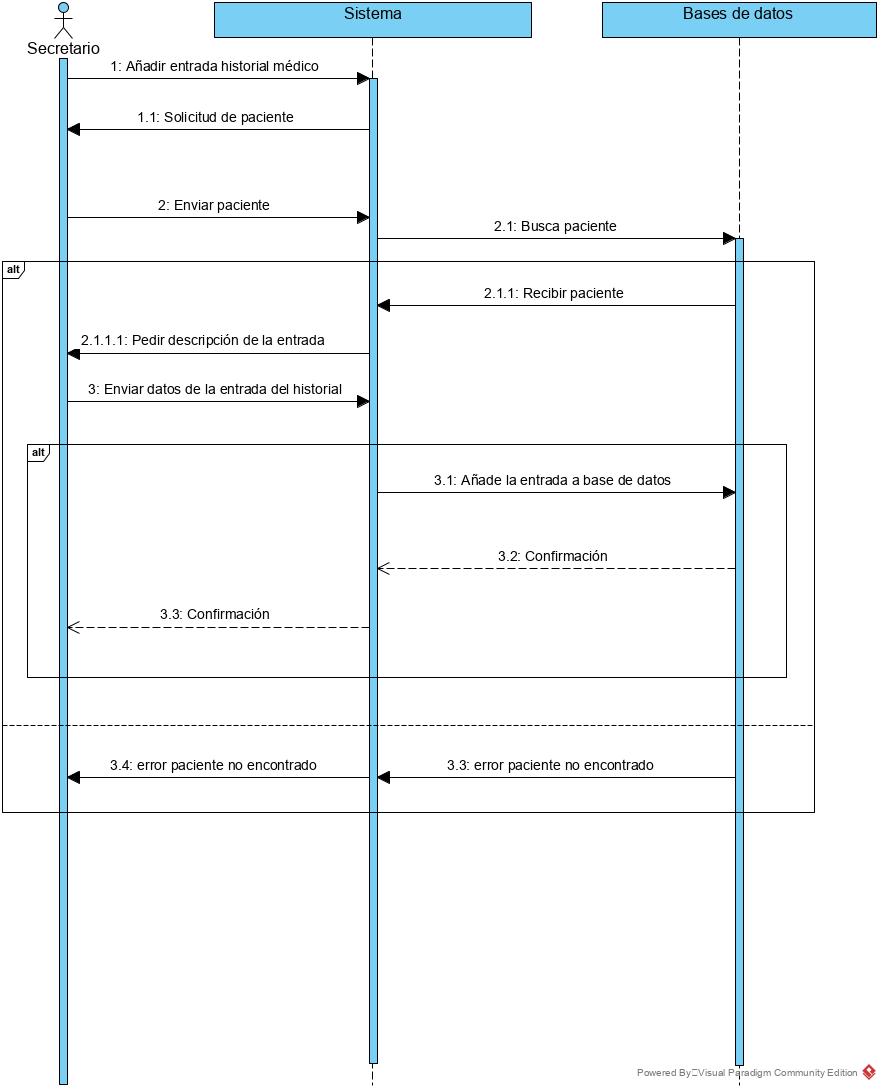 Sistema
Bases de datos
Secretario
1: Añadir entrada historial médico
1.1: Solicitud de paciente
2: Enviar paciente
2.1: Busca paciente
alt
2.1.1: Recibir paciente
2.1.1.1: Pedir descripción de la entrada
3: Enviar datos de la entrada del historial
alt
3.1: Añade la entrada a base de datos
3.2: Confirmación
3.3: Confirmación
3.4: error paciente no encontrado
3.3: error paciente no encontrado
Powered By Visual Paradigm Community Edition